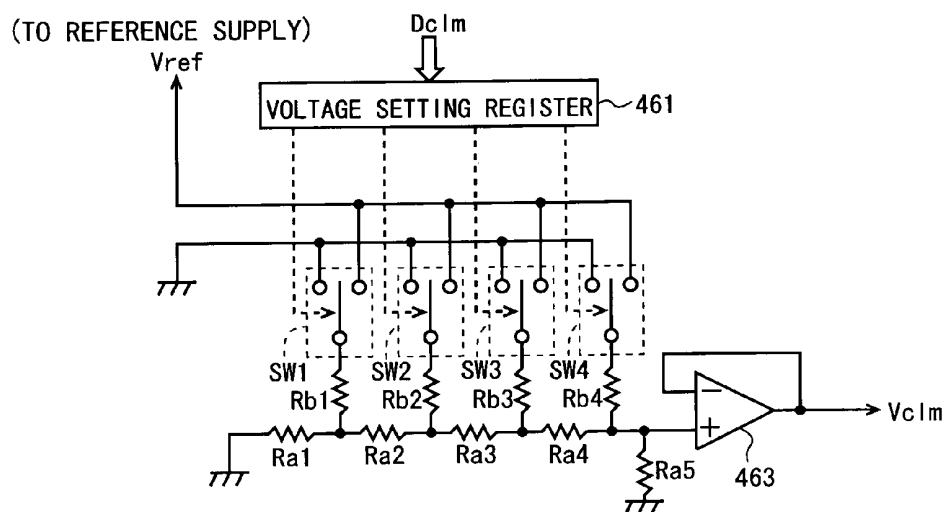 (TO REFERENCE SUPPLY)
Dclm
Vref
VOLTAGE SETTING REGISTER
461
SW1
SW2
SW3
SW4
Rb1
Rb2
Rb3
Rb4
−
+
Vclm
Ra1
Ra2
Ra3
Ra4
Ra5
463